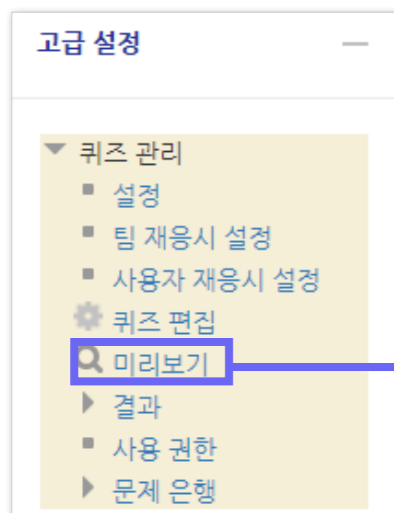 고급 설정
퀴즈 관리
설정
팀 재응시 설정
사용자 재응시 설정
퀴즈 편집
미리보기
결과
사용 권한
문제 은행